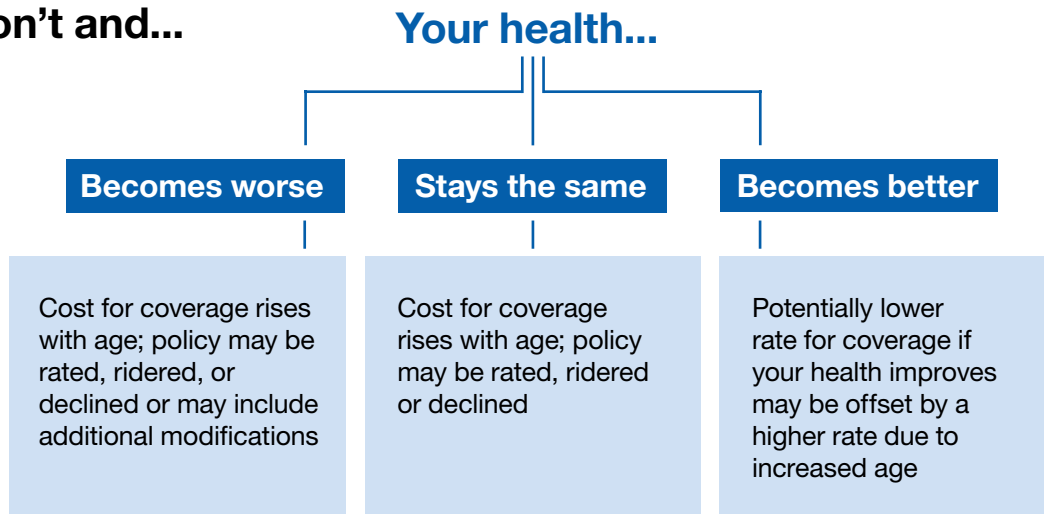 on’t and...
Your health...
Becomes worse
Stays the same
Becomes better
Cost for coverage rises
with age; policy may be
rated, ridered, or
declined or may include
additional modifications
Cost for coverage
rises with age; policy
may be rated, ridered
or declined
Potentially lower
rate for coverage if
your health improves
may be offset by a
higher rate due to
increased age